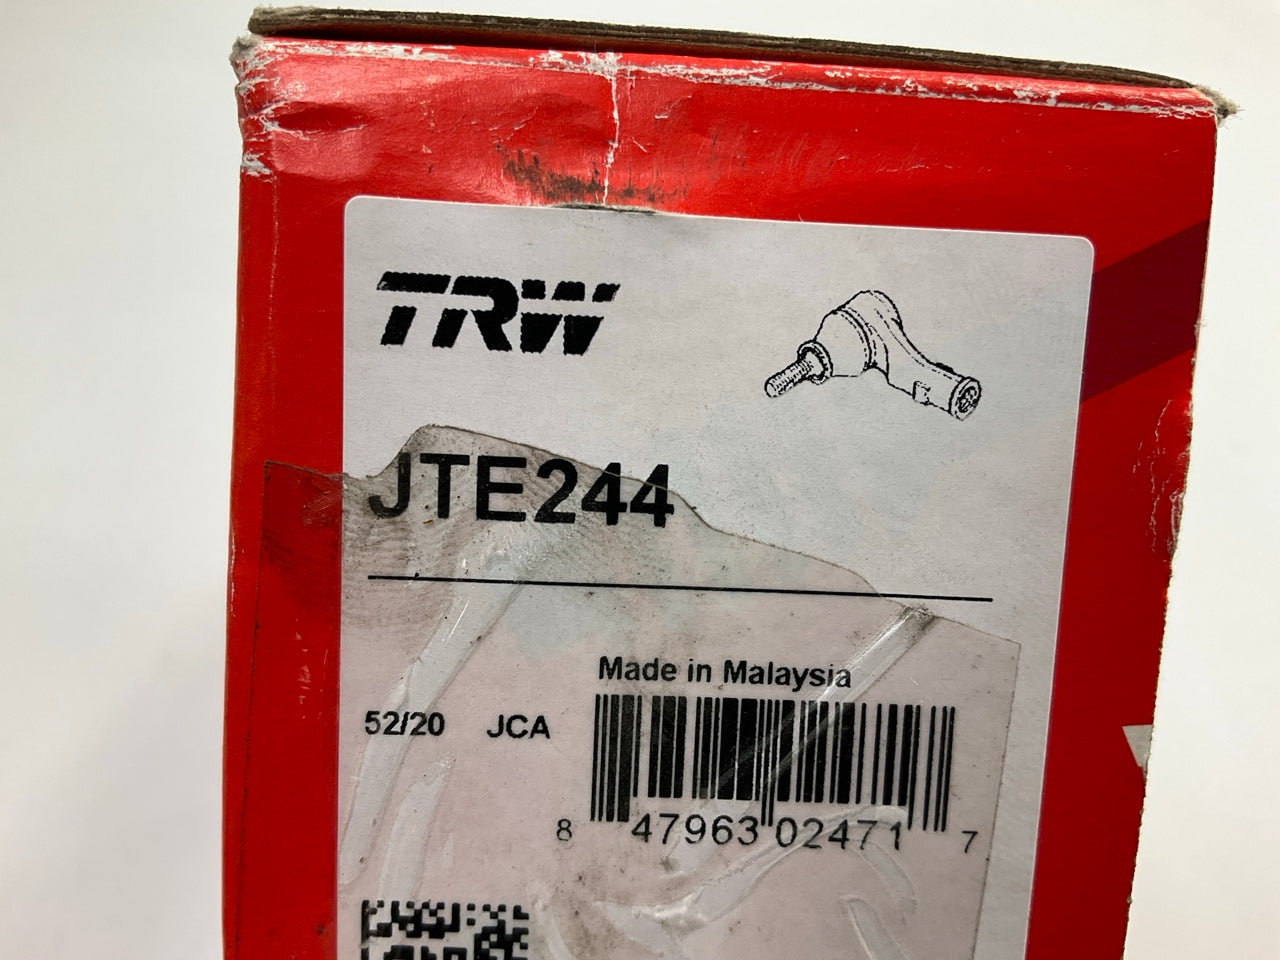 TRW
JTE244
Made in Malaysia
52/20 JCA
8 47963 02471 7